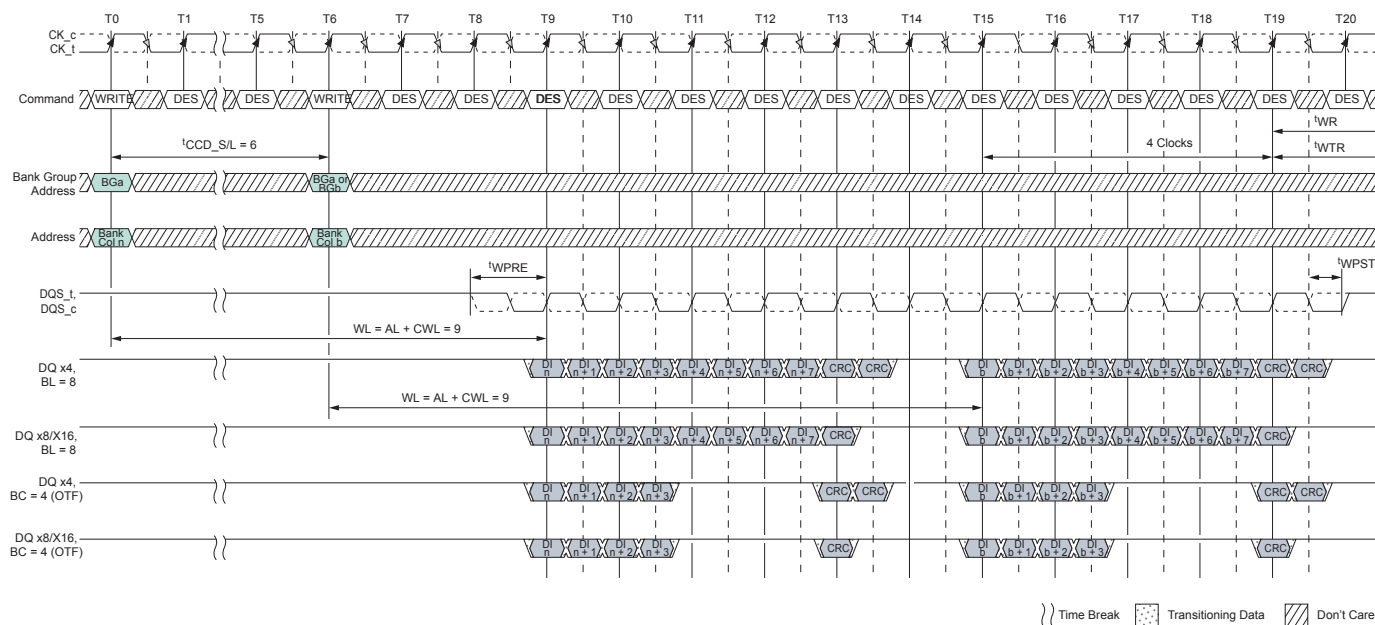 T0 T1 T5 T6 T7 T8 T9 T10 T11 T12 T13 T14 T15 T16 T17 T18 T19 T20
CK_c
CK_t
Command WRITE DES DES WRITE DES DES DES DES DES DES DES DES DES DES DES DES DES DES
tWR
tCCD_S/L = 6
4 Clocks
tWTR
Bank Group
Address
BGa
BGa or
BGb
Address
Bank
Col n
Bank
Col b
tWPRE
tWPST
DQS_t,
DQS_c
WL = AL + CWL = 9
DQ x4,
BL = 8
DI n DI n + 1 DI n + 2 DI n + 3 DI n + 4 DI n + 5 DI n + 6 DI n + 7 CRC CRC DI b DI b + 1 DI b + 2 DI b + 3 DI b + 4 DI b + 5 DI b + 6 DI b + 7 CRC CRC
WL = AL + CWL = 9
DQ x8/X16,
BL = 8
DI n DI n + 1 DI n + 2 DI n + 3 DI n + 4 DI n + 5 DI n + 6 DI n + 7 CRC DI b DI b + 1 DI b + 2 DI b + 3 DI b + 4 DI b + 5 DI b + 6 DI b + 7 CRC
DQ x4,
BC = 4 (OTF)
DI n DI n + 1 DI n + 2 DI n + 3 CRC CRC DI b DI b + 1 DI b + 2 DI b + 3 CRC CRC
DQ x8/X16,
BC = 4 (OTF)
DI n DI n + 1 DI n + 2 DI n + 3 CRC DI b DI b + 1 DI b + 2 DI b + 3 CRC
Time Break Transitioning Data Don't Care